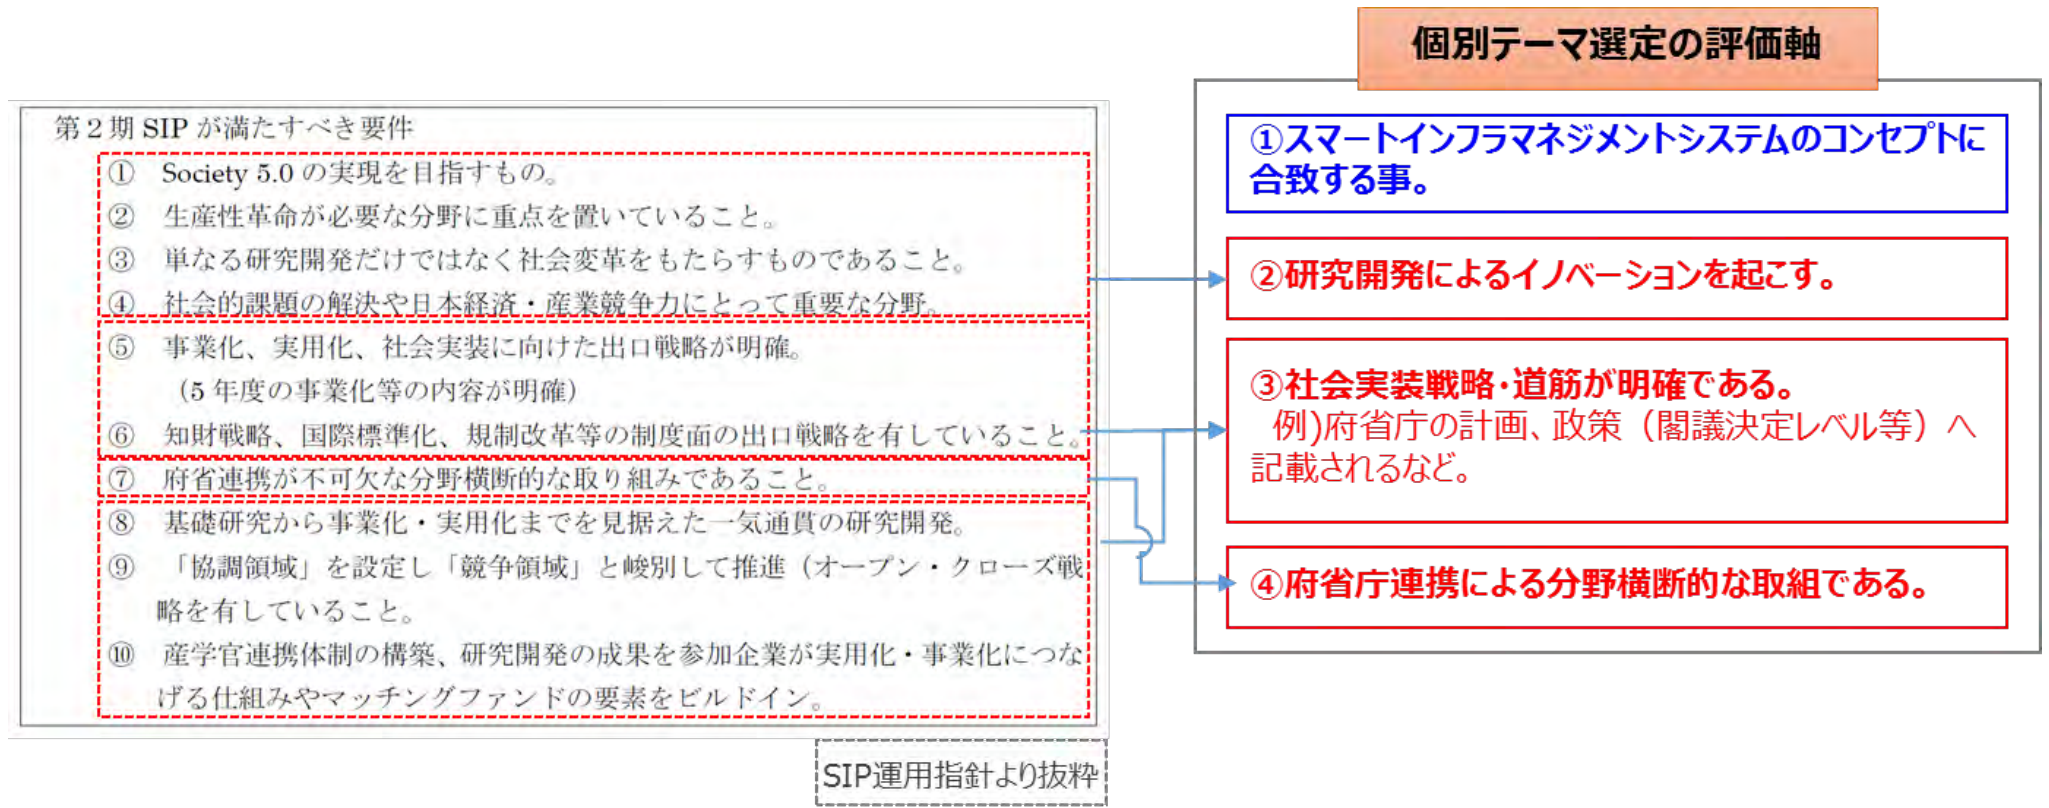 個別テーマ選定の評価軸
第2期 SIP が満たすべき要件
① Society 5.0 の実現を目指すもの。
② 生産性革命が必要な分野に重点を置いていること。
③ 単なる研究開発だけではなく社会変革をもたらすものであること。
④ 社会的課題の解決や日本経済・産業競争力にとって重要な分野。
⑤ 事業化、実用化、社会実装に向けた出口戦略が明確。
（5 年度の事業化等の内容が明確）
⑥ 知財戦略、国際標準化、規制改革等の制度面の出口戦略を有していること。
⑦ 府省連携が不可欠な分野横断的な取り組みであること。
⑧ 基礎研究から事業化・実用化までを見据えた一気通貫の研究開発。
⑨ 「協調領域」を設定し「競争領域」と峻別して推進（オープン・クローズ戦
略を有していること。
⑩ 産学官連携体制の構築、研究開発の成果を参加企業が実用化・事業化につな
げる仕組みやマッチングファンドの要素をビルドイン。
SIP運用指針より抜粋
①スマートインフラマネジメントシステムのコンセプトに
合致する事。
②研究開発によるイノベーションを起こす。
③社会実装戦略・道筋が明確である。
例)府省庁の計画、政策（閣議決定レベル等）へ
記載されるなど。
④府省庁連携による分野横断的な取組である。